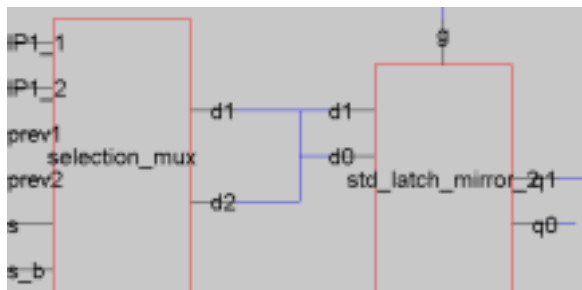 g
IP1_1
IP1_2
d1
d1
prev1
selection_mux
d0
prev2
std_latch_mirror_2
q1
d2
s
q0
s_b